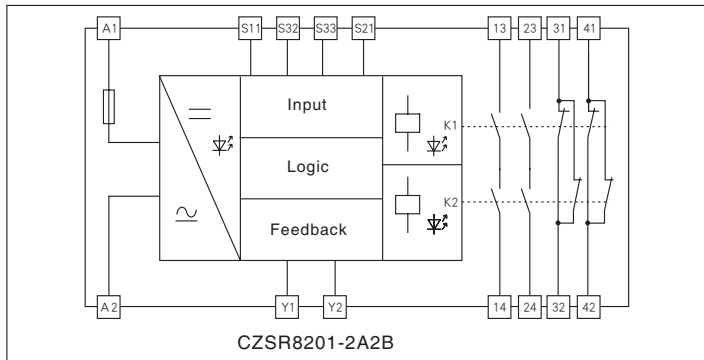 A1 S11 S32 S33 S21 13 23 31 41
Input
K1
Logic
K2
Feedback
A2 Y1 Y2 14 24 32 42
CZSR8201-2A2B